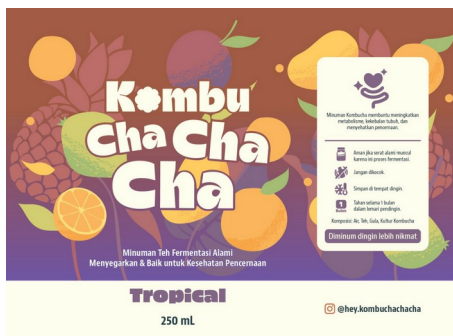 Kombu
Cha Cha
Cha
Minuman Teh Fermentasi Alami
Menyegarkan & Baik untuk Kesehatan Pencernaan
Tropical
250 mL
Minuman Kombucha membantu meningkatkan
metabolisme, kekebalan tubuh, dan
menyehatkan pencernaan.
Aman jika serat alami muncul
karena ini proses fermentasi.
Jangan dikocok.
Simpan di tempat dingin.
1
Tahan selama 1 bulan
dalam lemari pendingin.
Komposisi: Air, Teh, Gula, Kultur Kombucha
Diminum dingin lebih nikmat
@hey.kombuchachacha